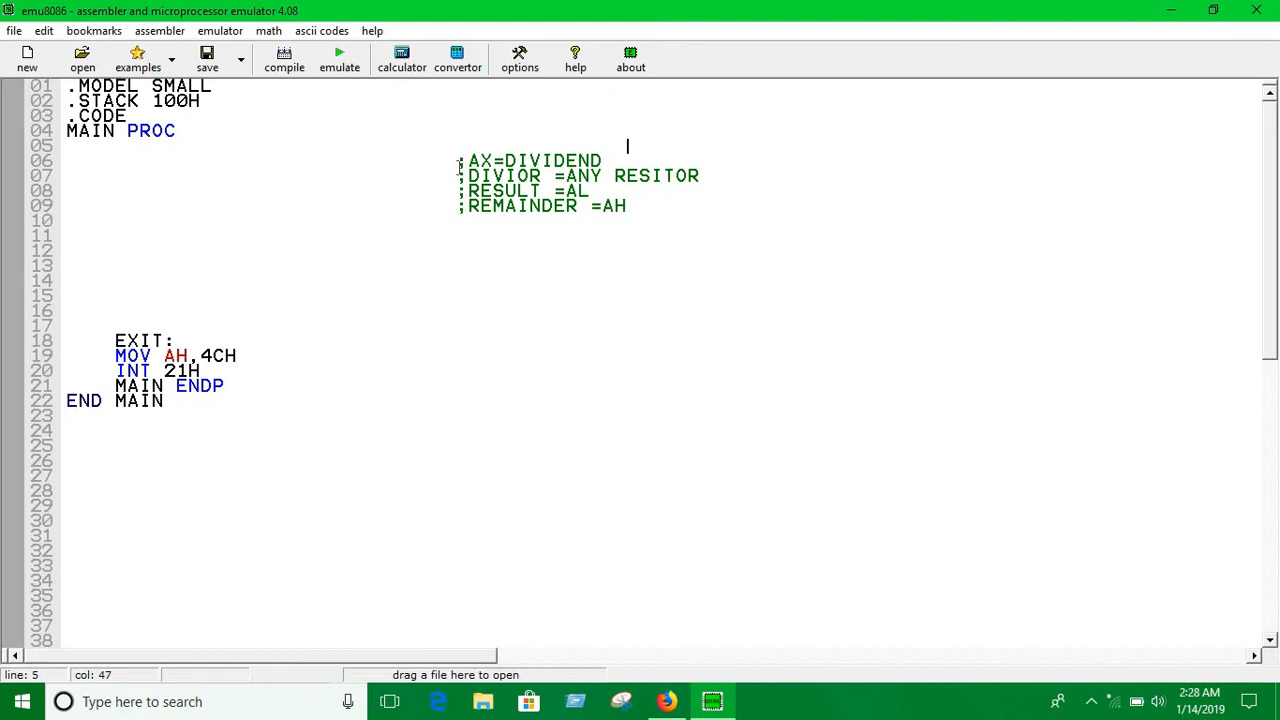 emu8086 - assembler and microprocessor emulator 4.08
file edit bookmarks assembler emulator math ascii codes help
new open examples save compile emulate calculator convertor options help about
01 .MODEL SMALL
02 .STACK 100H
03 .CODE
04 MAIN PROC
05
06 ;AX=DIVIDEND
07 ;DIVIOR =ANY RESITOR
08 ;RESULT =AL
09 ;REMAINDER =AH
10
11
12
13
14
15
16
17
18 EXIT:
19 MOV AH,4CH
20 INT 21H
21 MAIN ENDP
22 END MAIN
23
24
25
26
27
28
29
30
31
32
33
34
35
36
37
38
line: 5 col: 47 drag a file here to open
Type here to search
2:28 AM
1/14/2019